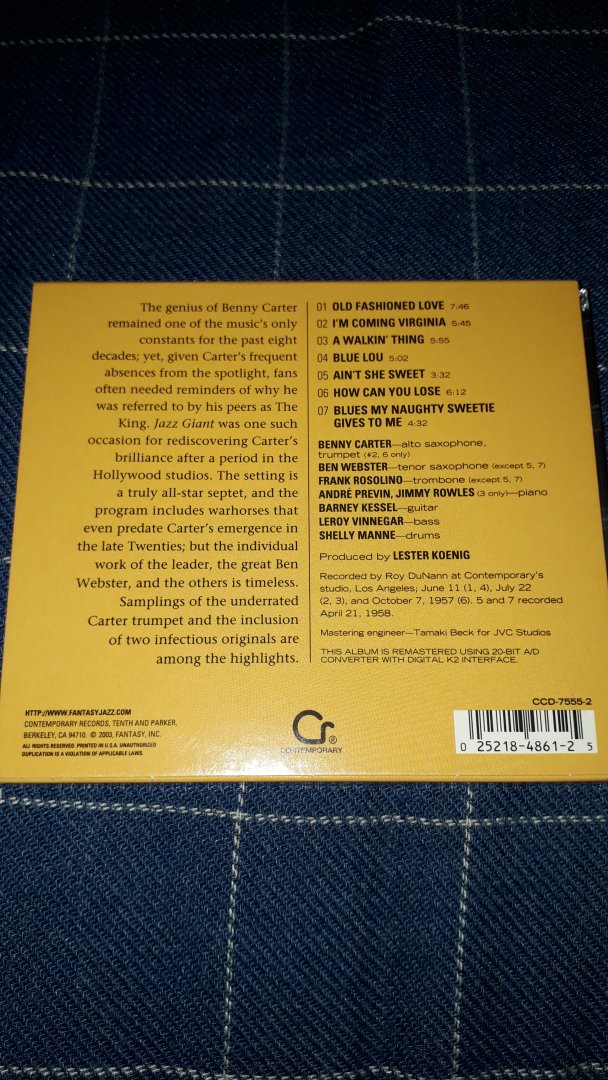 The genius of Benny Carter
remained one of the music's only
constants for the past eight
decades; yet, given Carter's frequent
absences from the spotlight, fans
often needed reminders of why he
was referred to by his peers as The
King. Jazz Giant was one such
occasion for rediscovering Carter's
brilliance after a period in the
Hollywood studios. The setting is
a truly all-star septet, and the
program includes warhorses that
even predate Carter's emergence in
the late Twenties; but the individual
work of the leader, the great Ben
Webster, and the others is timeless.
Samplings of the underrated
Carter trumpet and the inclusion
of two infectious originals are
among the highlights.
01 OLD FASHIONED LOVE 7:46
02 I'M COMING VIRGINIA 5:45
03 A WALKIN' THING 5:55
04 BLUE LOU 5:02
05 AIN'T SHE SWEET 3:32
06 HOW CAN YOU LOSE 6:12
07 BLUES MY NAUGHTY SWEETIE
GIVES TO ME 4:32
BENNY CARTER—alto saxophone,
trumpet (#2, 6 only)
BEN WEBSTER—tenor saxophone (except 5, 7)
FRANK ROSOLINO—trombone (except 5, 7)
ANDRÉ PREVIN, JIMMY ROWLES (3 only)—piano
BARNEY KESSEL—guitar
LEROY VINNEGAR—bass
SHELLY MANNE—drums
Produced by LESTER KOENIG
Recorded by Roy DuNann at Contemporary's
studio, Los Angeles; June 11 (1, 4), July 22
(2, 3), and October 7, 1957 (6). 5 and 7 recorded
April 21, 1958.
Mastering engineer—Tamaki Beck for JVC Studios
THIS ALBUM IS REMASTERED USING 20-BIT A/D
CONVERTER WITH DIGITAL K2 INTERFACE.
HTTP://WWW.FANTASYJAZZ.COM
CONTEMPORARY RECORDS, TENTH AND PARKER,
BERKELEY, CA 94710. © 2003, FANTASY, INC.
ALL RIGHTS RESERVED. PRINTED IN U.S.A. UNAUTHORIZED
DUPLICATION IS A VIOLATION OF APPLICABLE LAWS.
Cr®
CONTEMPORARY
CCD-7555-2
0 25218-4861-2 5